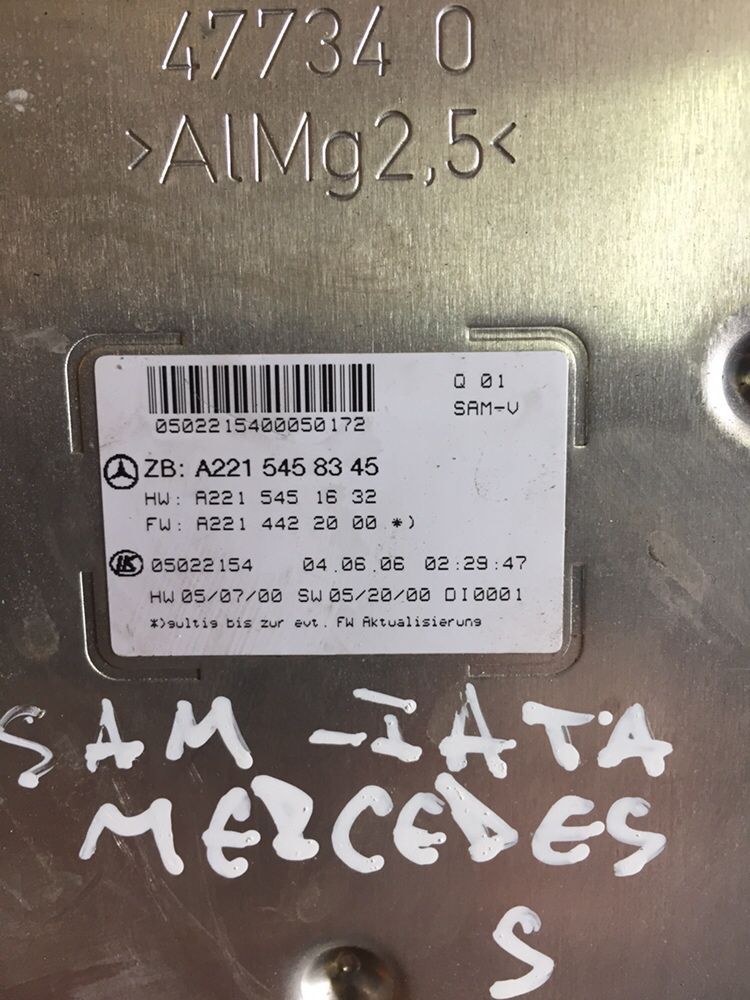 47734 0
>AlMg2,5<
Q 01
SAM-V
0502215400050172
ZB: A221 545 83 45
HW: A221 545 16 32
FW: A221 442 20 00 *)
05022154 04.06.06 02:29:47
HW 05/07/00 SW 05/20/00 DI0001
*)gultig bis zur evt. FW Aktualisierung
SAM -IATA
MERCEDES
S